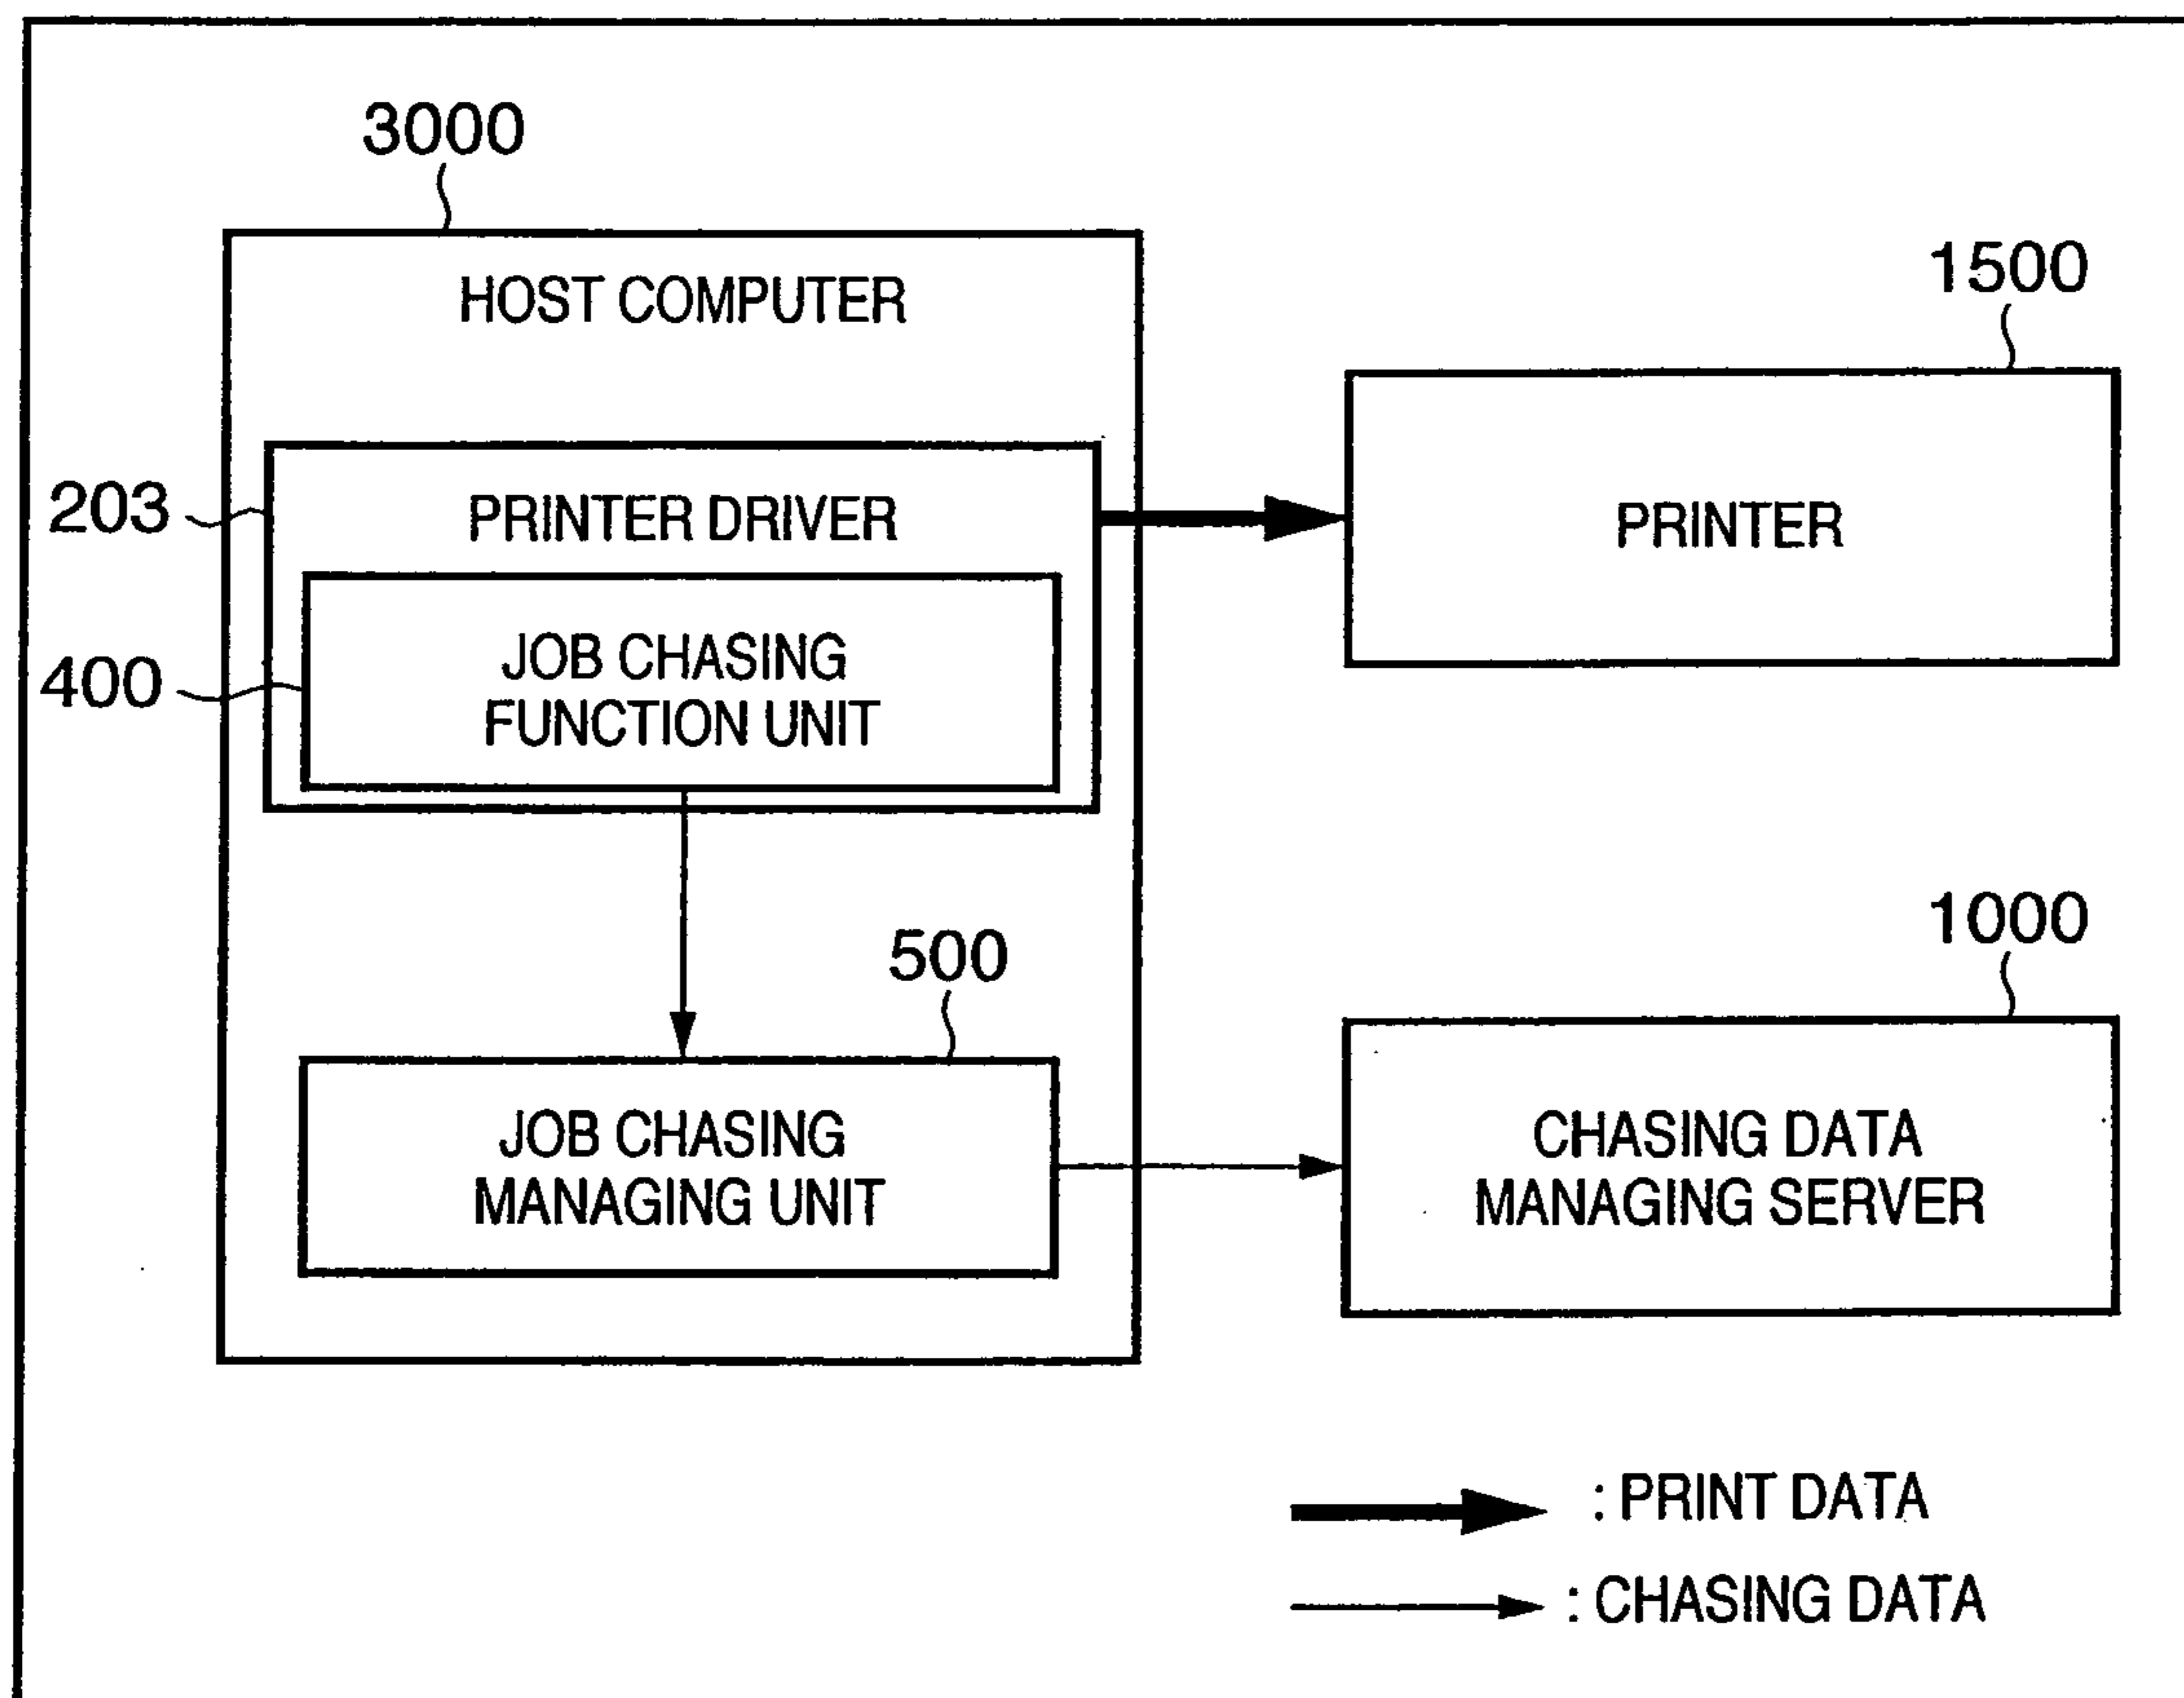 3000
HOST COMPUTER
1500
203
PRINTER DRIVER
PRINTER
400
JOB CHASING
FUNCTION UNIT
500
1000
JOB CHASING
MANAGING UNIT
CHASING DATA
MANAGING SERVER
: PRINT DATA
: CHASING DATA